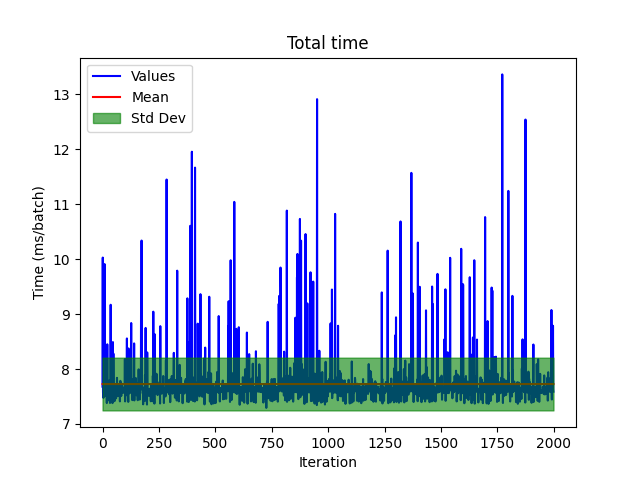 Total time
Values
Mean
Std Dev
13
12
11
10
9
8
7
Time (ms/batch)
0 250 500 750 1000 1250 1500 1750 2000
Iteration